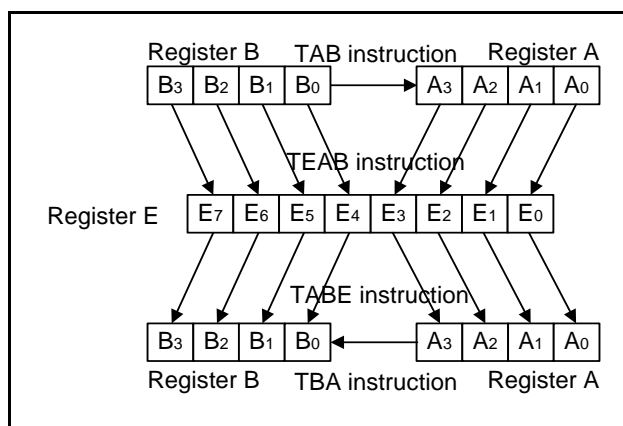 Register B TAB instruction Register A
B3 B2 B1 B0 A3 A2 A1 A0
TEAB instruction
Register E E7 E6 E5 E4 E3 E2 E1 E0
TABE instruction
B3 B2 B1 B0 A3 A2 A1 A0
Register B TBA instruction Register A